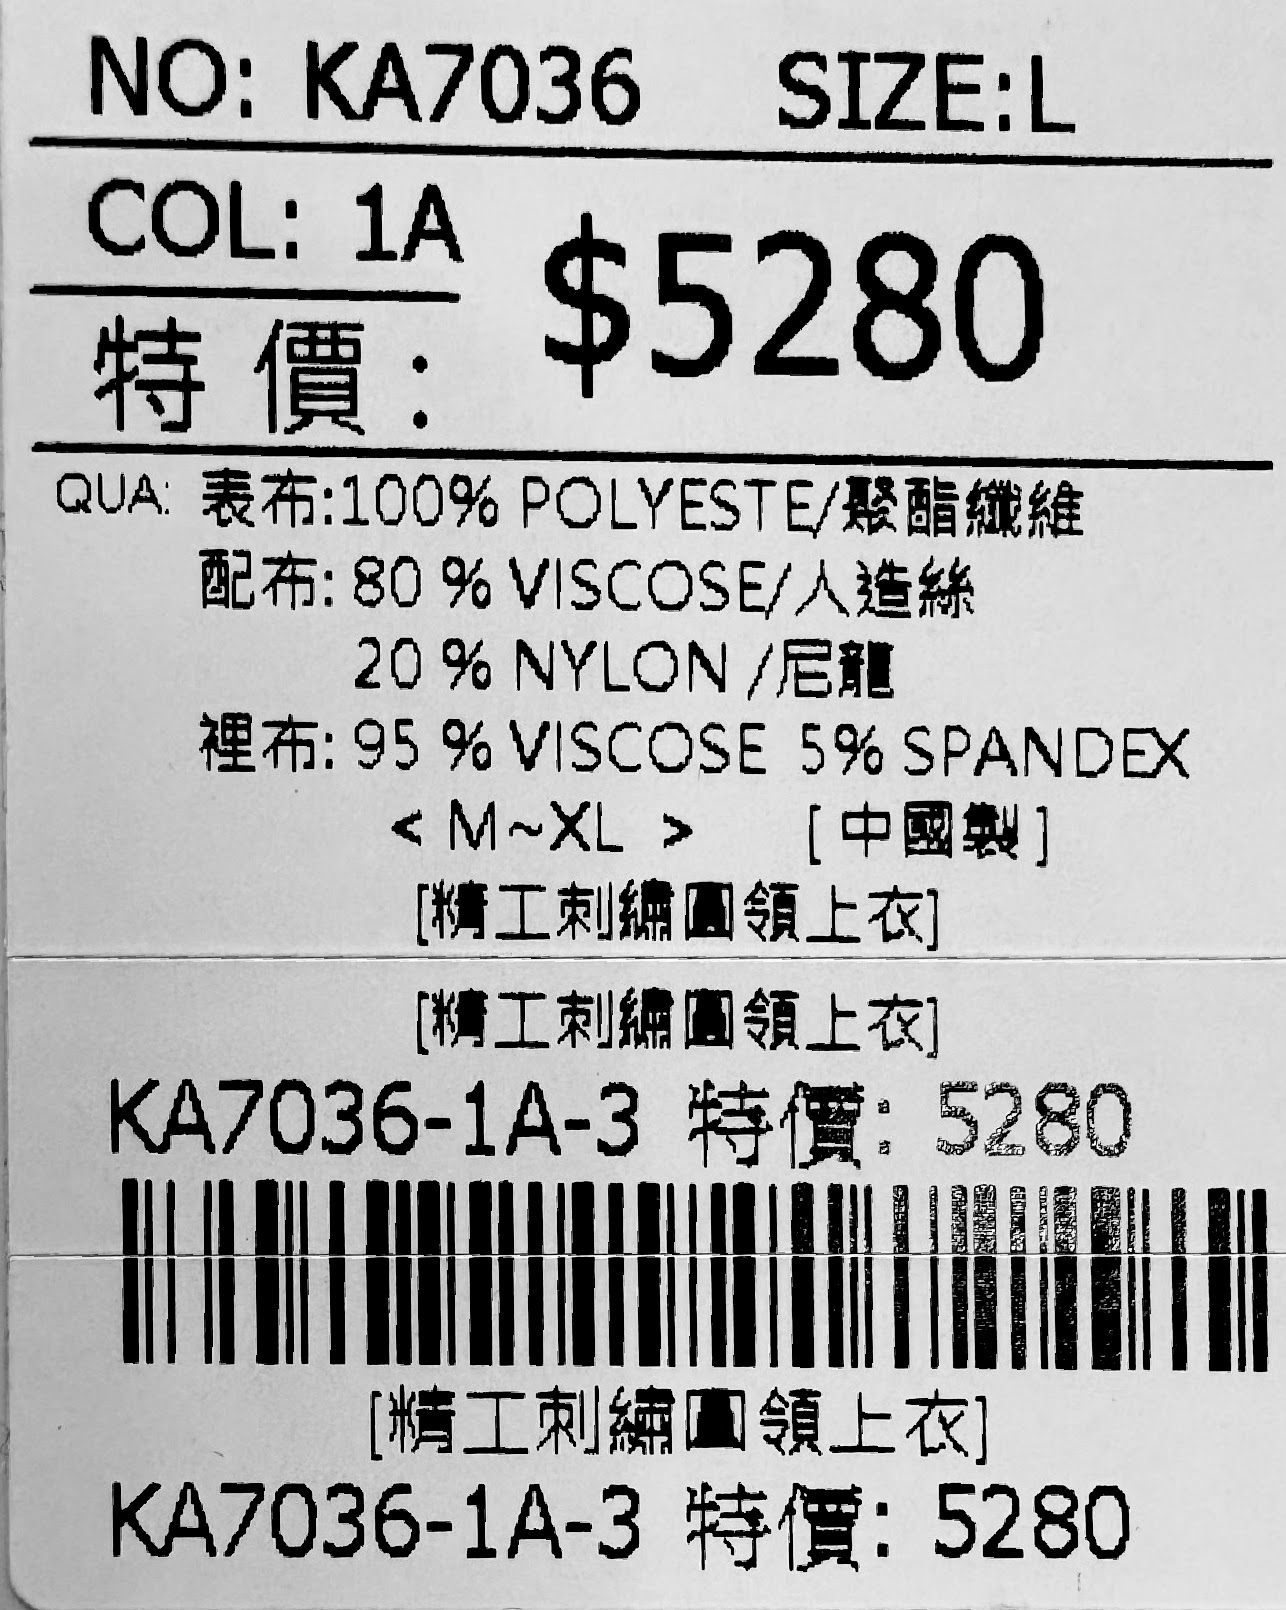 NO: KA7036 SIZE:L
COL: 1A
$5280
特價:
QUA: 表布:100% POLYESTE/聚酯纖維
配布: 80 % VISCOSE/人造絲
20 % NYLON /尼龍
裡布: 95 % VISCOSE 5% SPANDEX
< M~XL > [中國製]
[精工刺繡圓領上衣]
[精工刺繡圓領上衣]
KA7036-1A-3 特價: 5280
[精工刺繡圓領上衣]
KA7036-1A-3 特價: 5280